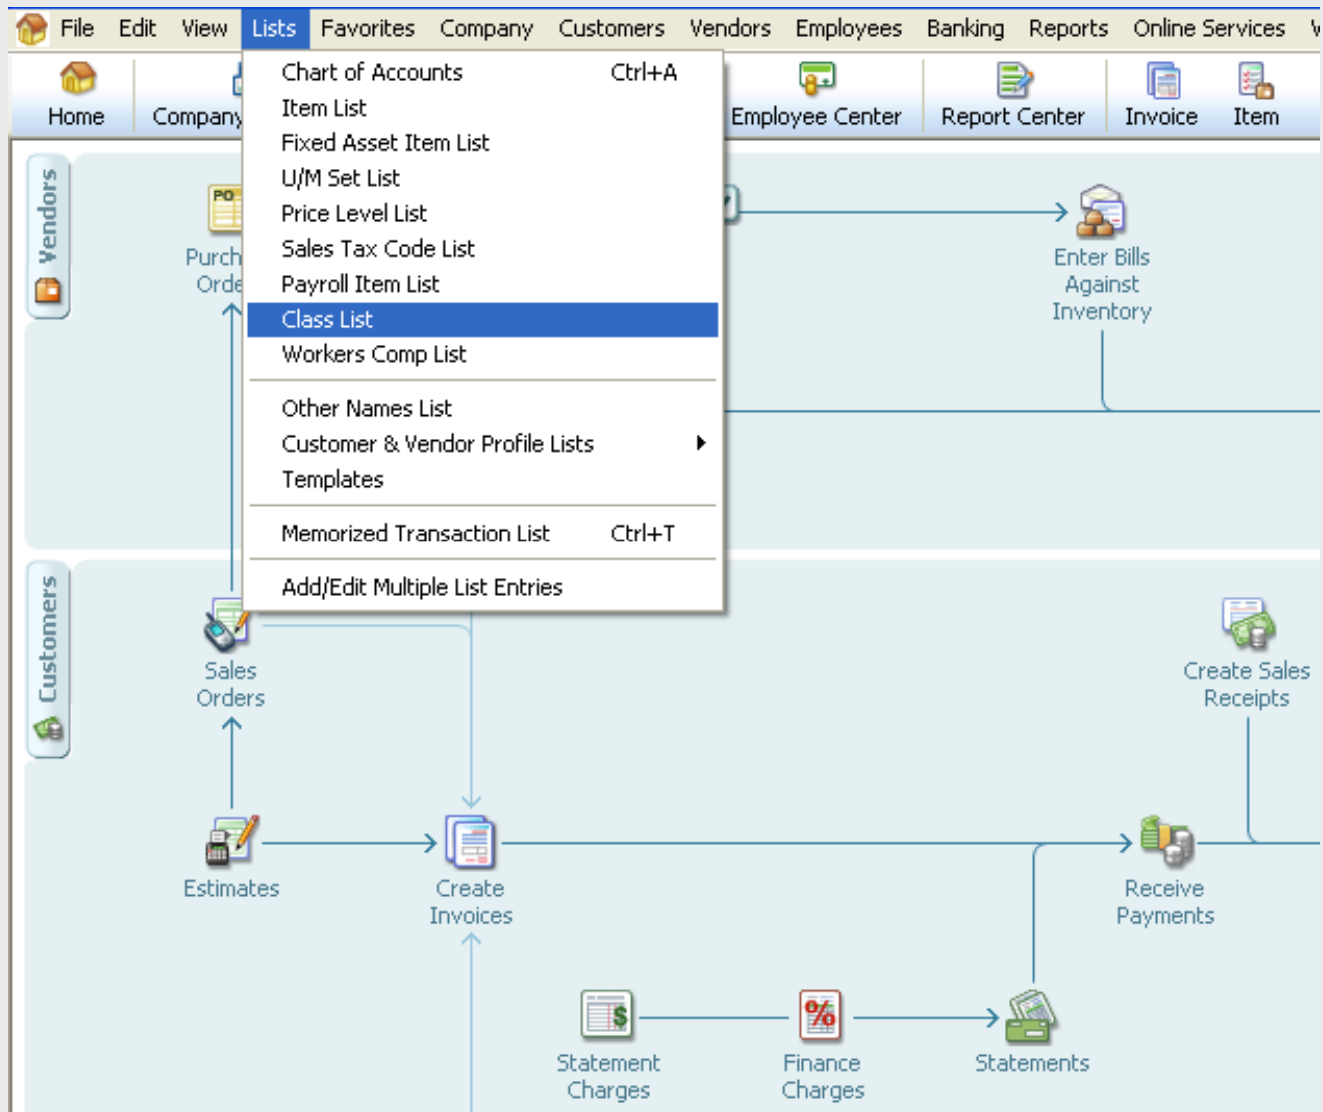 File Edit View Lists Favorites Company Customers Vendors Employees Banking Reports Online Services
Home Company Employee Center Report Center Invoice Item
Chart of Accounts Ctrl+A
Item List
Fixed Asset Item List
U/M Set List
Price Level List
Sales Tax Code List
Payroll Item List
Class List
Workers Comp List
Other Names List
Customer & Vendor Profile Lists
Templates
Memorized Transaction List Ctrl+T
Add/Edit Multiple List Entries
Vendors
PO
Purch
Orde
Enter Bills
Against
Inventory
Customers
Sales
Orders
Create Sales
Receipts
Estimates
Create
Invoices
Receive
Payments
$
%
Statement
Charges
Finance
Charges
Statements